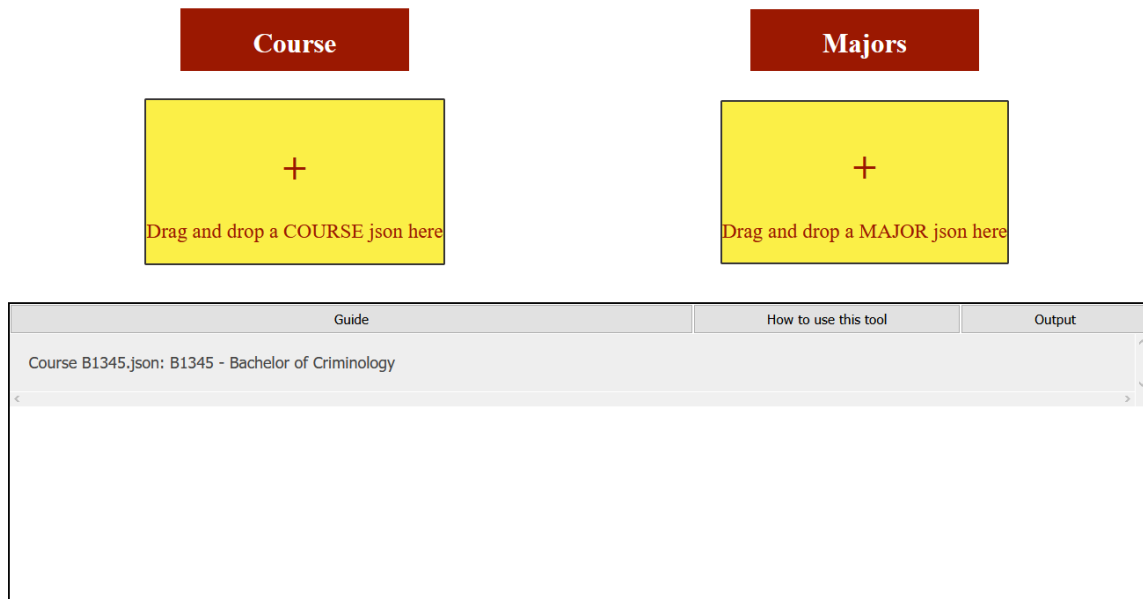 Course
Majors
+
+
Drag and drop a COURSE json here
Drag and drop a MAJOR json here
Guide
How to use this tool
Output
Course B1345.json: B1345 - Bachelor of Criminology